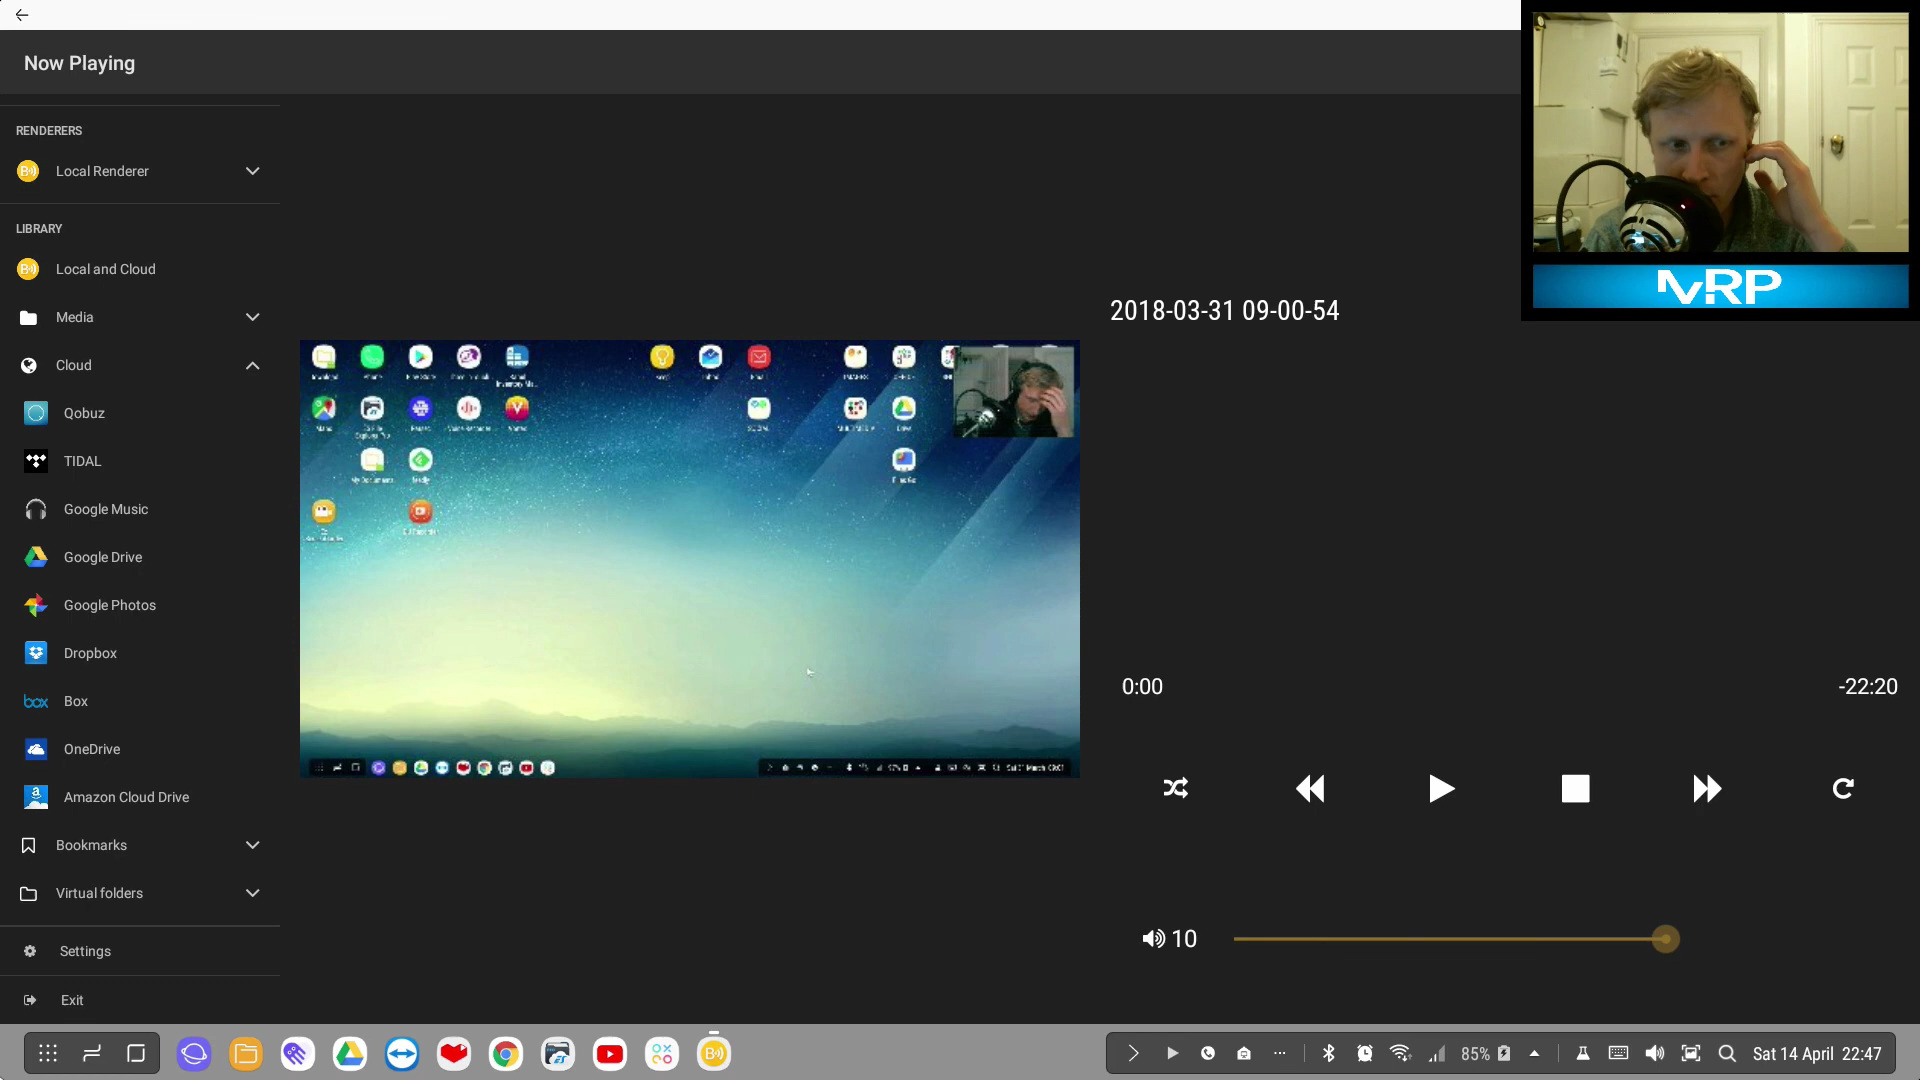 Now Playing
RENDERERS
Local Renderer
LIBRARY
Local and Cloud
Media
Cloud
Qobuz
TIDAL
Google Music
Google Drive
Google Photos
Dropbox
Box
OneDrive
Amazon Cloud Drive
Bookmarks
Virtual folders
Settings
Exit
MRP
2018-03-31 09-00-54
0:00
-22:20
10
85%
Sat 14 April 22:47